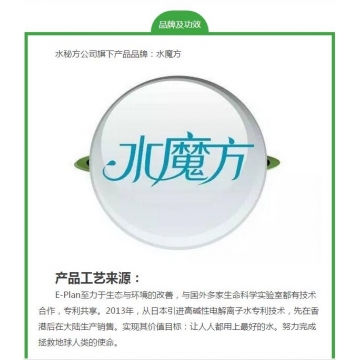 品牌及功效
水秘方公司旗下产品品牌：水魔方
水魔方
产品工艺来源：
E-Plan至力于生态与环境的改善，与国外多家生命科学实验室都有技术
合作，专利共享。2013年，从日本引进高碱性电解离子水专利技术，先在香
港后在大陆生产销售。实现其价值目标：让人人都用上最好的水。努力完成
拯救地球人类的使命。